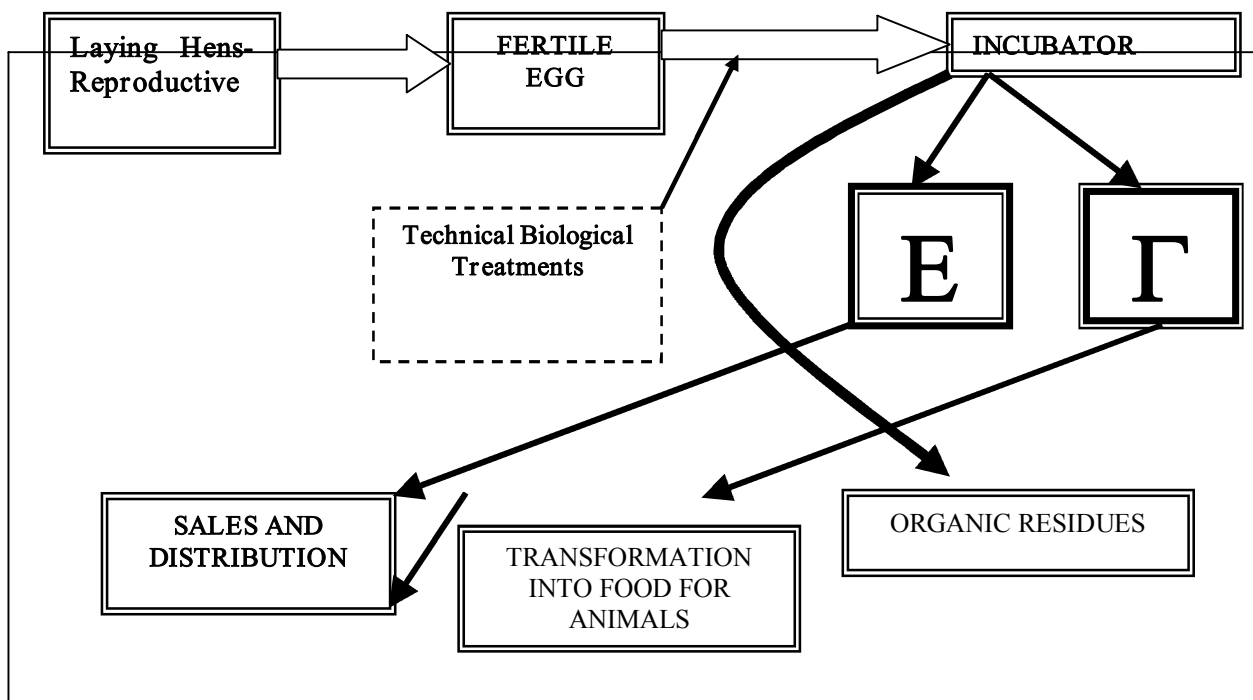 Laying Hens-
Reproductive
FERTILE
EGG
INCUBATOR
Technical Biological
Treatments
E
Γ
SALES AND
DISTRIBUTION
TRANSFORMATION
INTO FOOD FOR
ANIMALS
ORGANIC RESIDUES